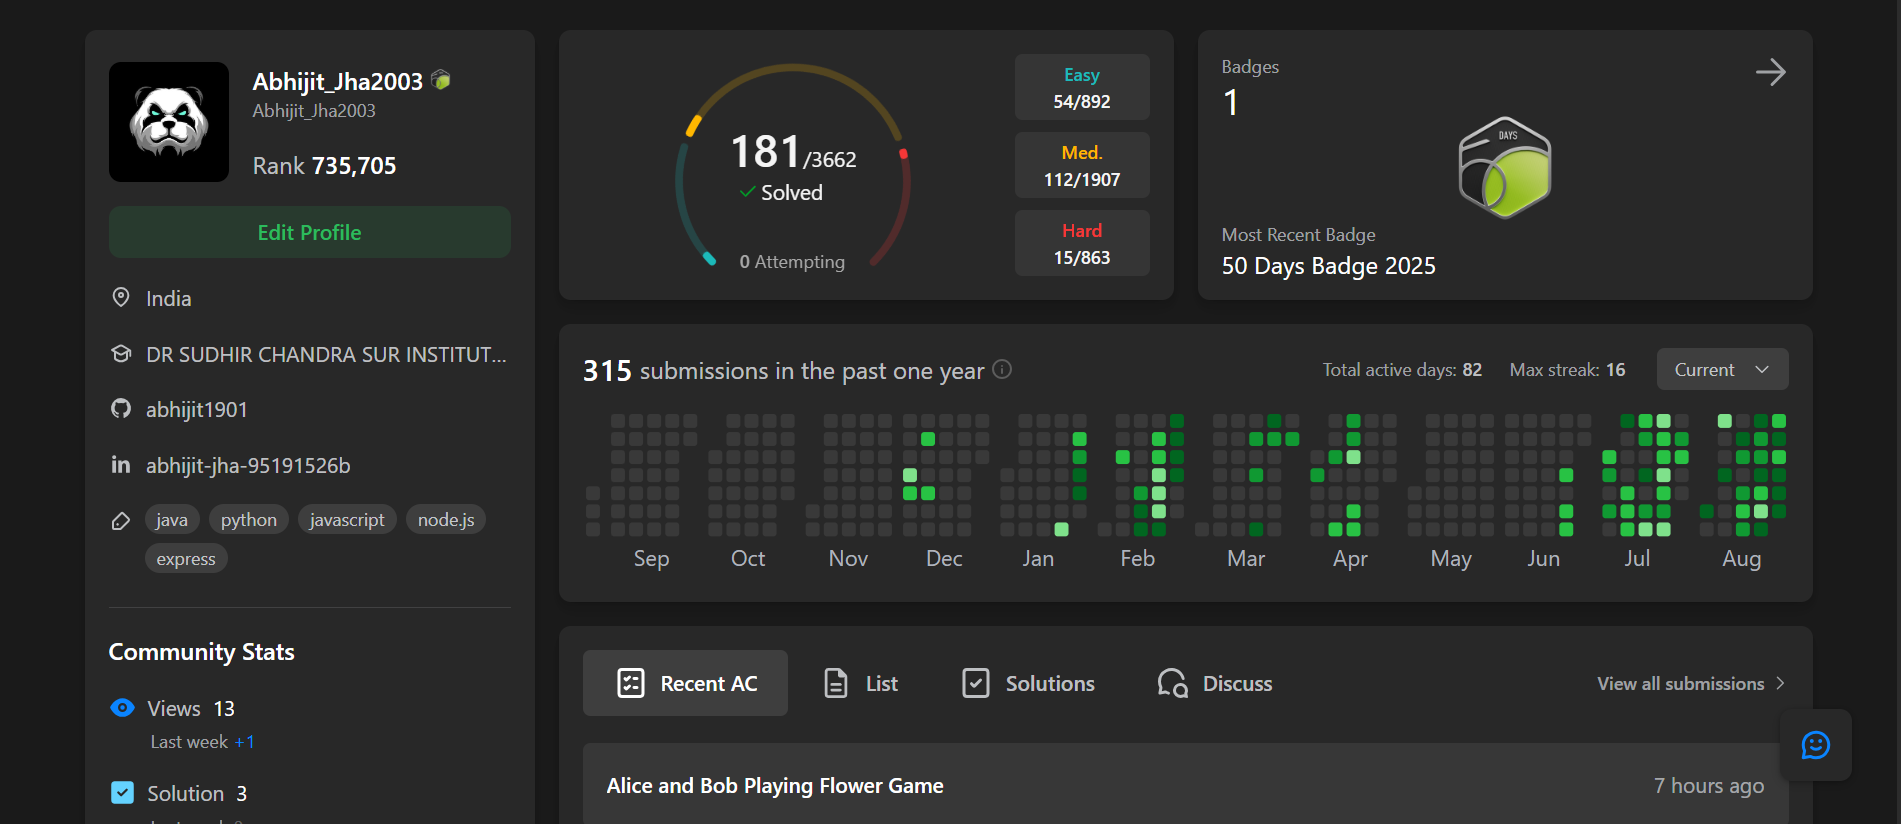 Abhijit_Jha2003
Abhijit_Jha2003
Rank 735,705
Edit Profile
India
DR SUDHIR CHANDRA SUR INSTITUT...
abhijit1901
abhijit-jha-95191526b
java python javascript node.js
express
Community Stats
Views 13
Last week +1
Solution 3
181/3662
Solved
0 Attempting
Easy
54/892
Med.
112/1907
Hard
15/863
Badges
1
DAYS
Most Recent Badge
50 Days Badge 2025
315 submissions in the past one year
Total active days: 82 Max streak: 16 Current
Sep Oct Nov Dec Jan Feb Mar Apr May Jun Jul Aug
Recent AC List Solutions Discuss View all submissions
Alice and Bob Playing Flower Game 7 hours ago